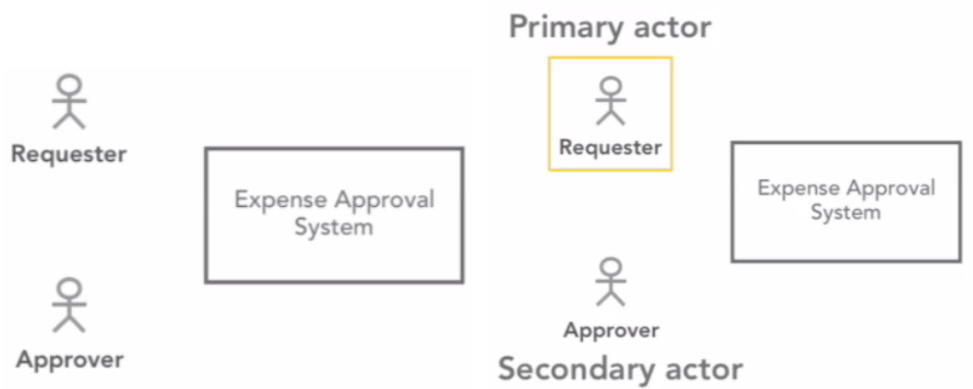 Requester
Expense Approval
System
Approver
Primary actor
Requester
Expense Approval
System
Approver
Secondary actor